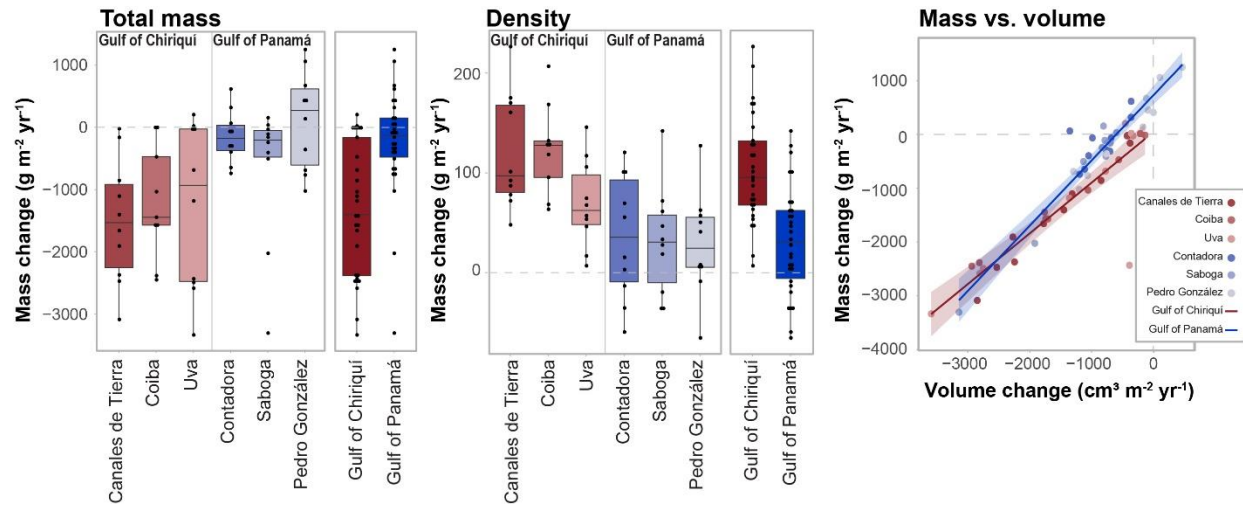 Total mass
Gulf of Chiriquí Gulf of Panamá
Mass change (g m⁻² yr⁻¹)
1000
0
−1000
−2000
−3000
Canales de Tierra
Coiba
Uva
Contadora
Saboga
Pedro González
Gulf of Chiriquí
Gulf of Panamá
Density
Gulf of Chiriquí Gulf of Panamá
Mass change (g m⁻² yr⁻¹)
200
100
0
Canales de Tierra
Coiba
Uva
Contadora
Saboga
Pedro González
Gulf of Chiriquí
Gulf of Panamá
Mass vs. volume
Mass change (g m⁻² yr⁻¹)
1000
0
−1000
−2000
−3000
−4000
Canales de Tierra
Coiba
Uva
Contadora
Saboga
Pedro González
Gulf of Chiriquí
Gulf of Panamá
−3000 −2000 −1000 0
Volume change (cm³ m⁻² yr⁻¹)